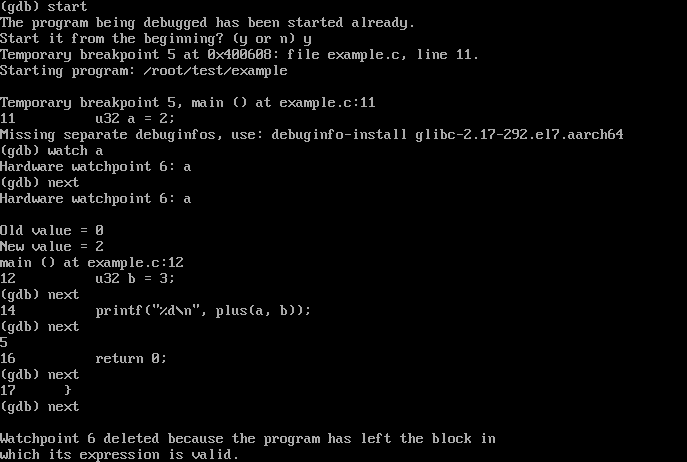 (gdb) start
The program being debugged has been started already.
Start it from the beginning? (y or n) y
Temporary breakpoint 5 at 0x400608: file example.c, line 11.
Starting program: /root/test/example
Temporary breakpoint 5, main () at example.c:11
11          u32 a = 2;
Missing separate debuginfos, use: debuginfo-install glibc-2.17-292.el7.aarch64
(gdb) watch a
Hardware watchpoint 6: a
(gdb) next
Hardware watchpoint 6: a
Old value = 0
New value = 2
main () at example.c:12
12          u32 b = 3;
(gdb) next
14          printf("%d\n", plus(a, b));
(gdb) next
5
16          return 0;
(gdb) next
17      }
(gdb) next
Watchpoint 6 deleted because the program has left the block in
which its expression is valid.